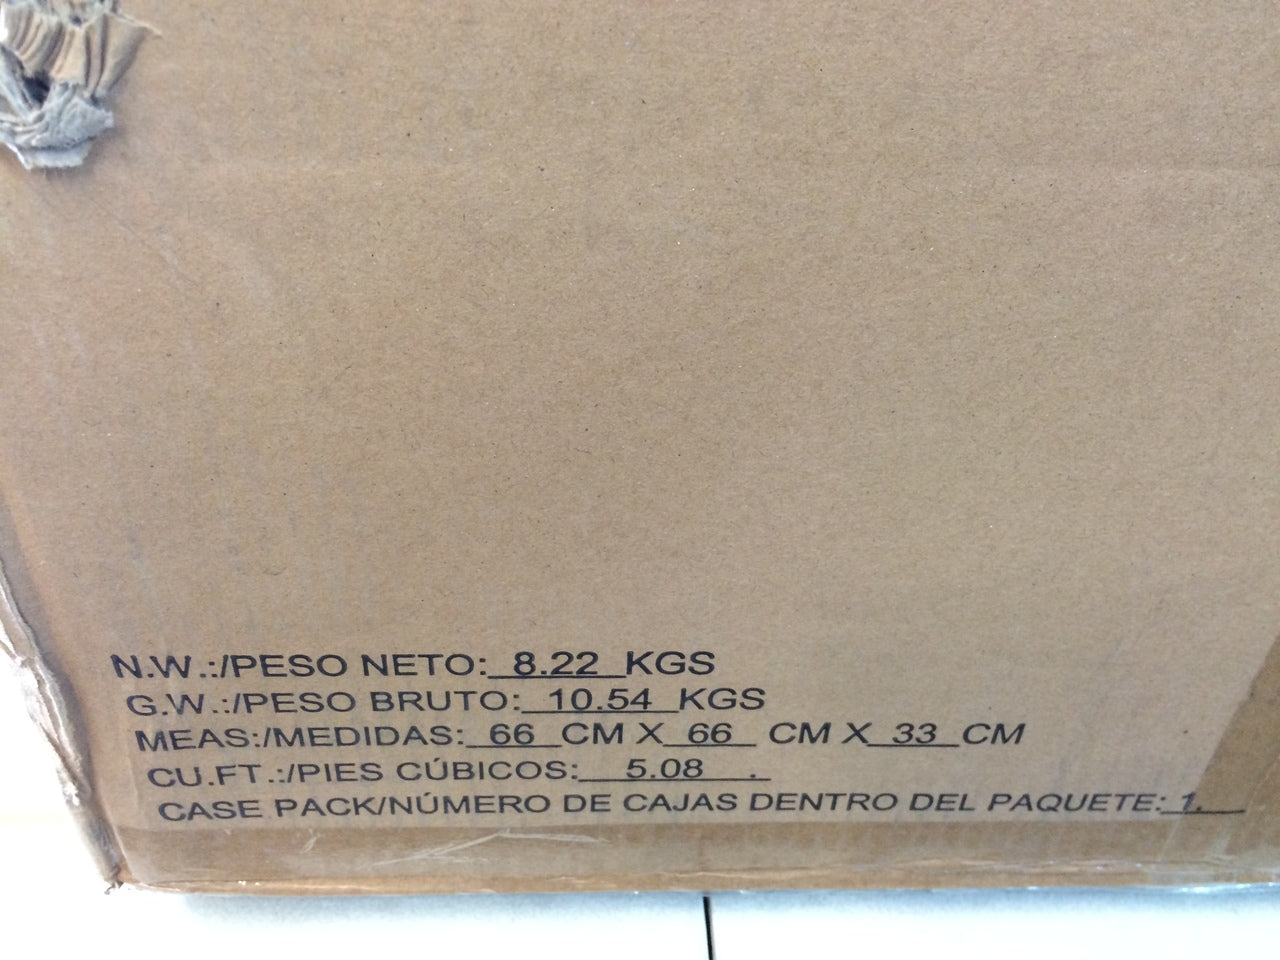 N.W.:/PESO NETO: 8.22 KGS
G.W.:/PESO BRUTO: 10.54 KGS
MEAS:/MEDIDAS: 66 CM X 66 CM X 33 CM
CU.FT.:/PIES CÚBICOS: 5.08 .
CASE PACK/NÚMERO DE CAJAS DENTRO DEL PAQUETE: 1.